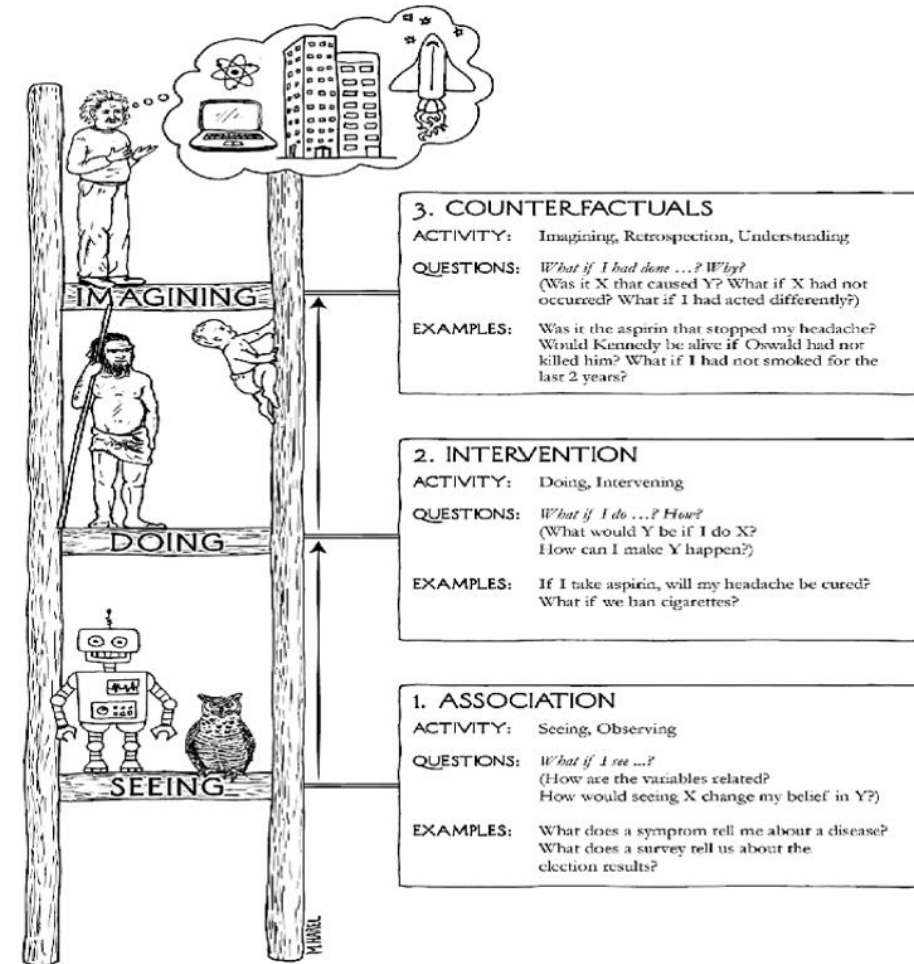 IMAGINING
DOING
SEEING
3. COUNTERFACTUALS
ACTIVITY: Imagining, Retrospection, Understanding
QUESTIONS: What if I had done ...? Why?
(Was it X that caused Y? What if X had not
occurred? What if I had acted differently?)
EXAMPLES: Was it the aspirin that stopped my headache?
Would Kennedy be alive if Oswald had not
killed him? What if I had not smoked for the
last 2 years?
2. INTERVENTION
ACTIVITY: Doing, Intervening
QUESTIONS: What if I do ...? How?
(What would Y be if I do X?
How can I make Y happen?)
EXAMPLES: If I take aspirin, will my headache be cured?
What if we ban cigarettes?
1. ASSOCIATION
ACTIVITY: Seeing, Observing
QUESTIONS: What if I see ...?
(How are the variables related?
How would seeing X change my belief in Y?)
EXAMPLES: What does a symptom tell me about a disease?
What does a survey tell us about the
election results?
M.HAREL